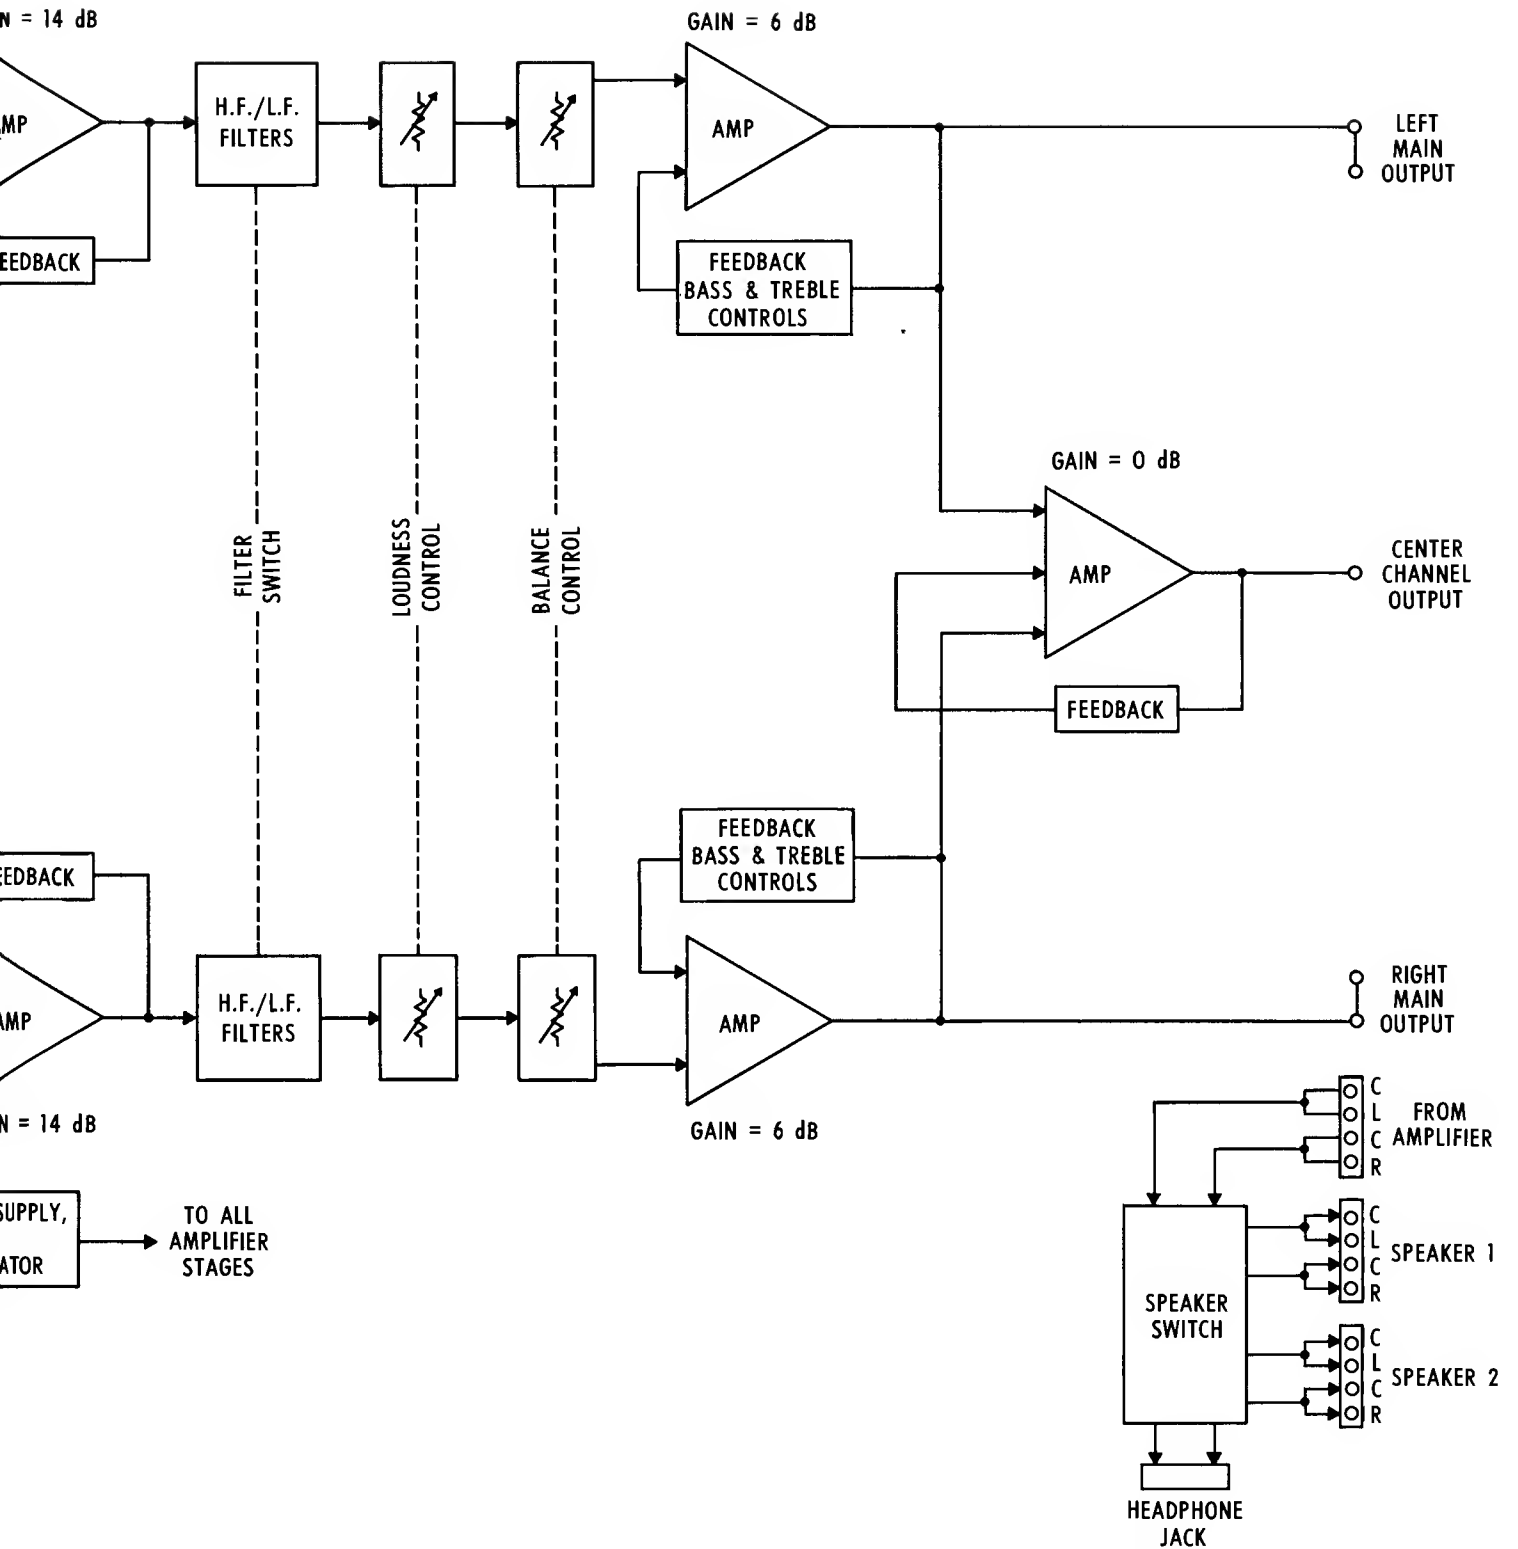 N = 14 dB
GAIN = 6 dB
MP
H.F./L.F.
FILTERS
AMP
LEFT
MAIN
OUTPUT
EEDBACK
FEEDBACK
BASS & TREBLE
CONTROLS
GAIN = 0 dB
FILTER
SWITCH
LOUDNESS
CONTROL
BALANCE
CONTROL
AMP
CENTER
CHANNEL
OUTPUT
FEEDBACK
FEEDBACK
BASS & TREBLE
CONTROLS
EEDBACK
AMP
H.F./L.F.
FILTERS
AMP
RIGHT
MAIN
OUTPUT
N = 14 dB
GAIN = 6 dB
C
L
C
R
FROM
AMPLIFIER
SUPPLY,
ATOR
TO ALL
AMPLIFIER
STAGES
SPEAKER
SWITCH
C
L
C
R
SPEAKER 1
C
L
C
R
SPEAKER 2
HEADPHONE
JACK